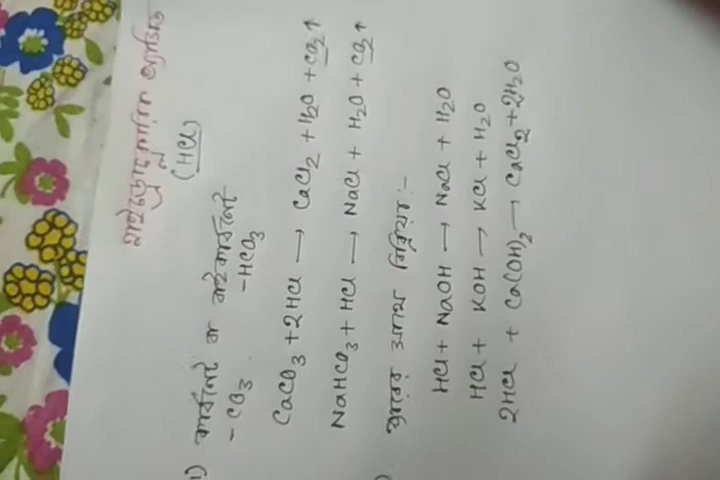 হাইড্রোক্লোরিক এসিড
(HCl)
1) কার্বনেট বা বাইকার্বনেট
-CO3 -HCO3
CaCO3 + 2HCl → CaCl2 + H2O + CO2↑
NaHCO3 + HCl → NaCl + H2O + CO2↑
ক্ষারের সাথে বিক্রিয়া:-
HCl + NaOH → NaCl + H2O
HCl + KOH → KCl + H2O
2HCl + Ca(OH)2 → CaCl2 + 2H2O